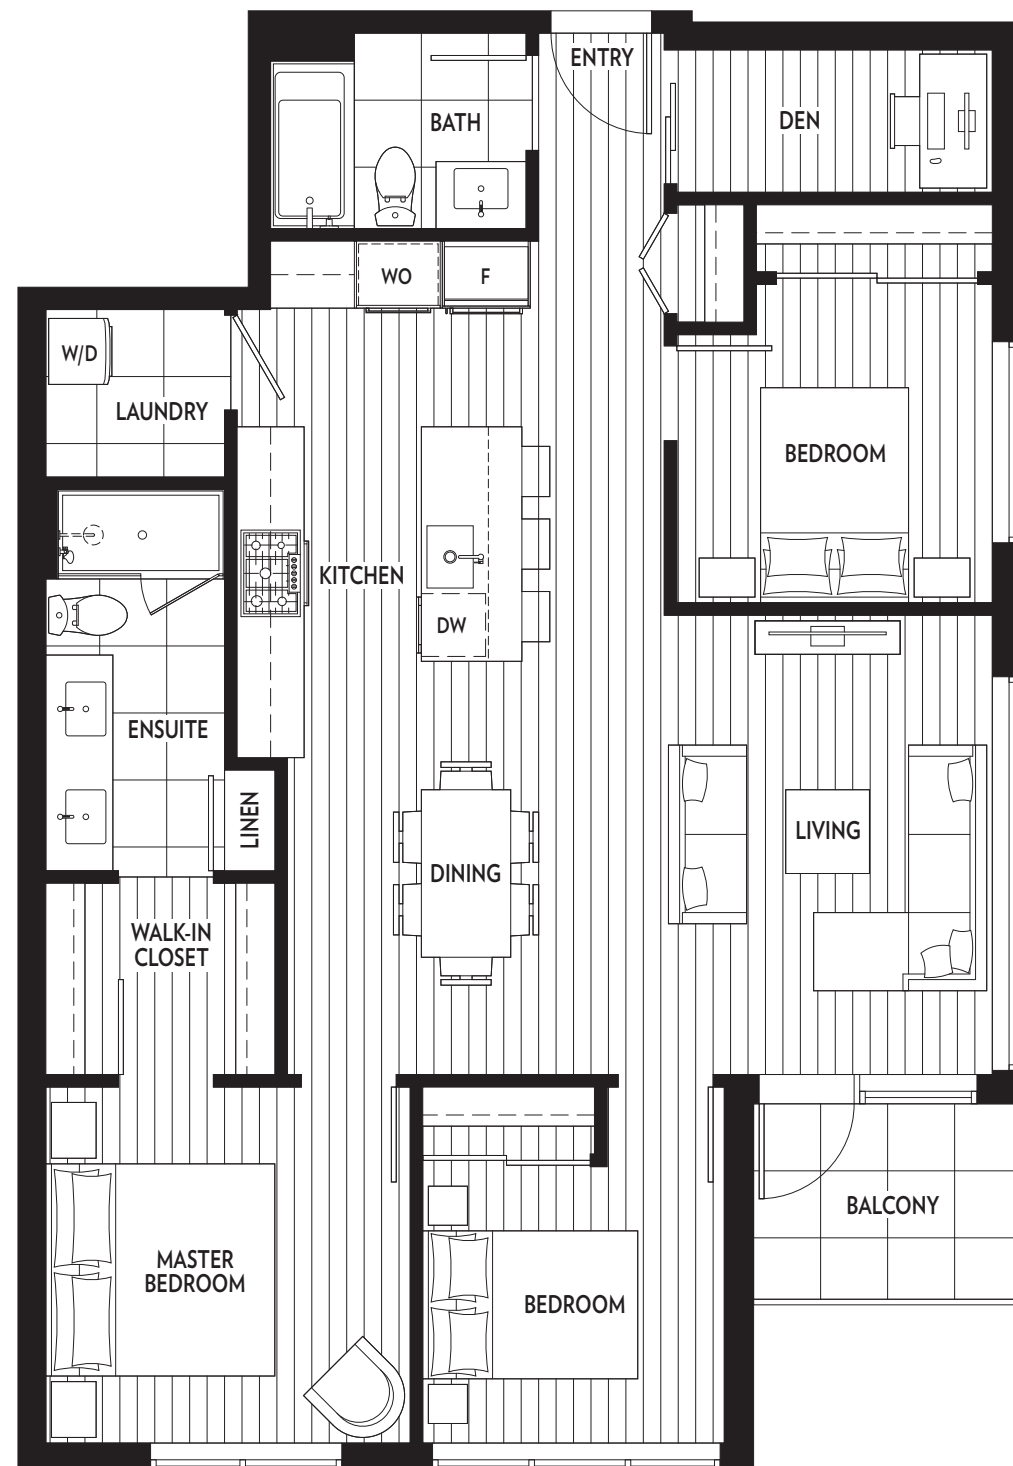 ENTRY
BATH
DEN
WO
F
W/D
LAUNDRY
BEDROOM
KITCHEN
DW
ENSUITE
LINEN
LIVING
DINING
WALK-IN
CLOSET
BALCONY
MASTER
BEDROOM
BEDROOM